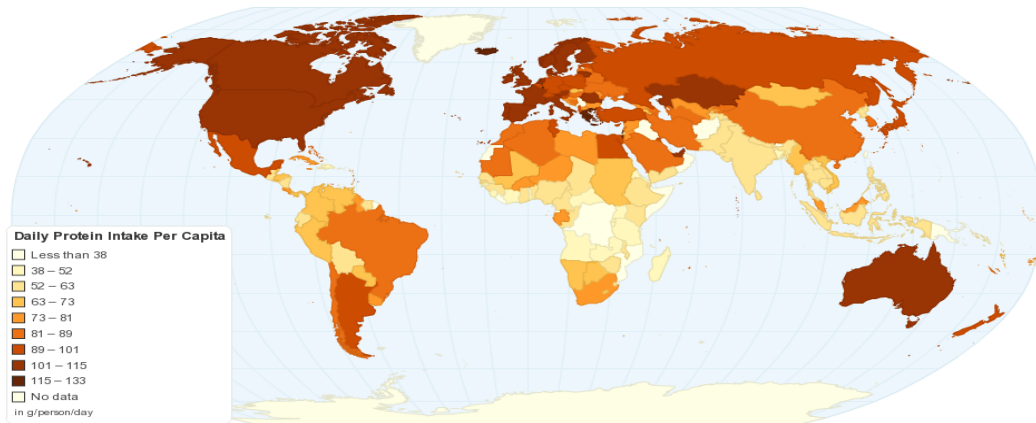 Daily Protein Intake Per Capita
Less than 38
38 – 52
52 – 63
63 – 73
73 – 81
81 – 89
89 – 101
101 – 115
115 – 133
No data
in g/person/day